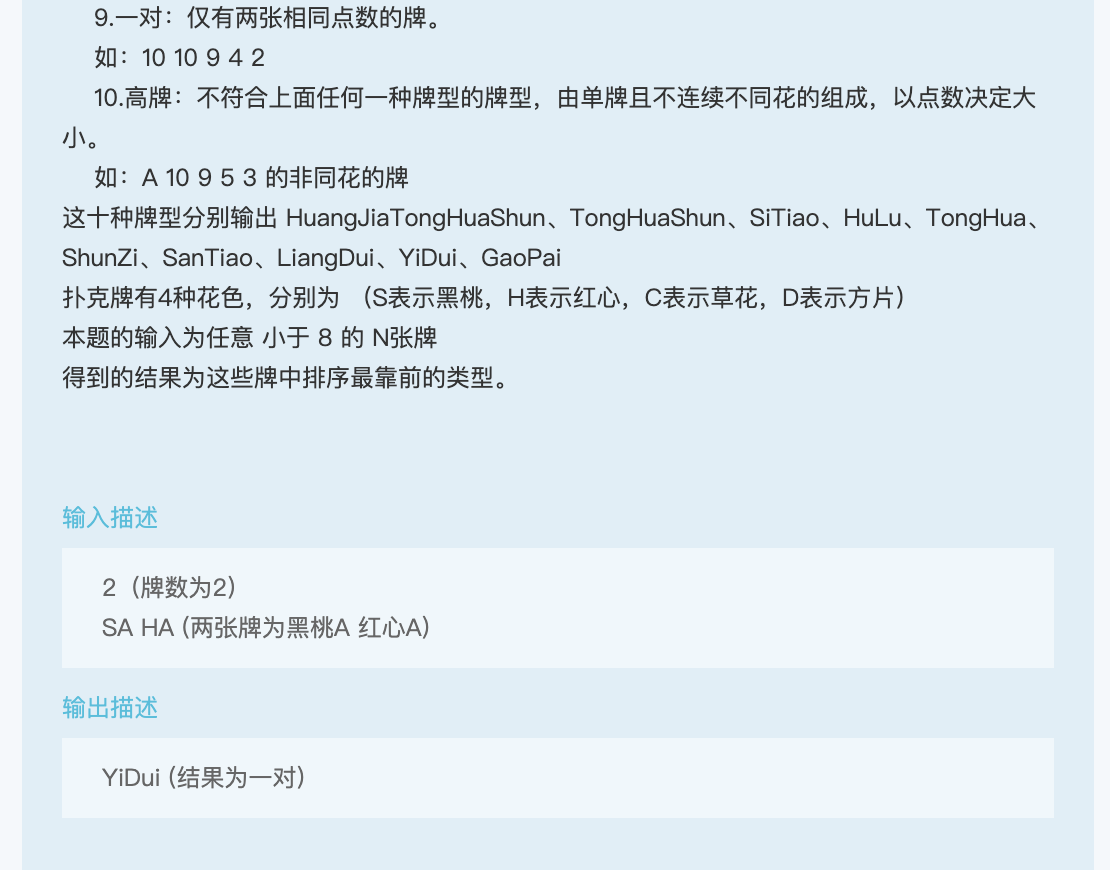 9.一对：仅有两张相同点数的牌。
如：10 10 9 4 2
10.高牌：不符合上面任何一种牌型的牌型，由单牌且不连续不同花的组成，以点数决定大
小。
如：A 10 9 5 3 的非同花的牌
这十种牌型分别输出 HuangJiaTongHuaShun、TongHuaShun、SiTiao、HuLu、TongHua、
ShunZi、SanTiao、LiangDui、YiDui、GaoPai
扑克牌有4种花色，分别为 （S表示黑桃，H表示红心，C表示草花，D表示方片）
本题的输入为任意 小于 8 的 N张牌
得到的结果为这些牌中排序最靠前的类型。
输入描述
2（牌数为2）
SA HA (两张牌为黑桃A 红心A)
输出描述
YiDui (结果为一对)